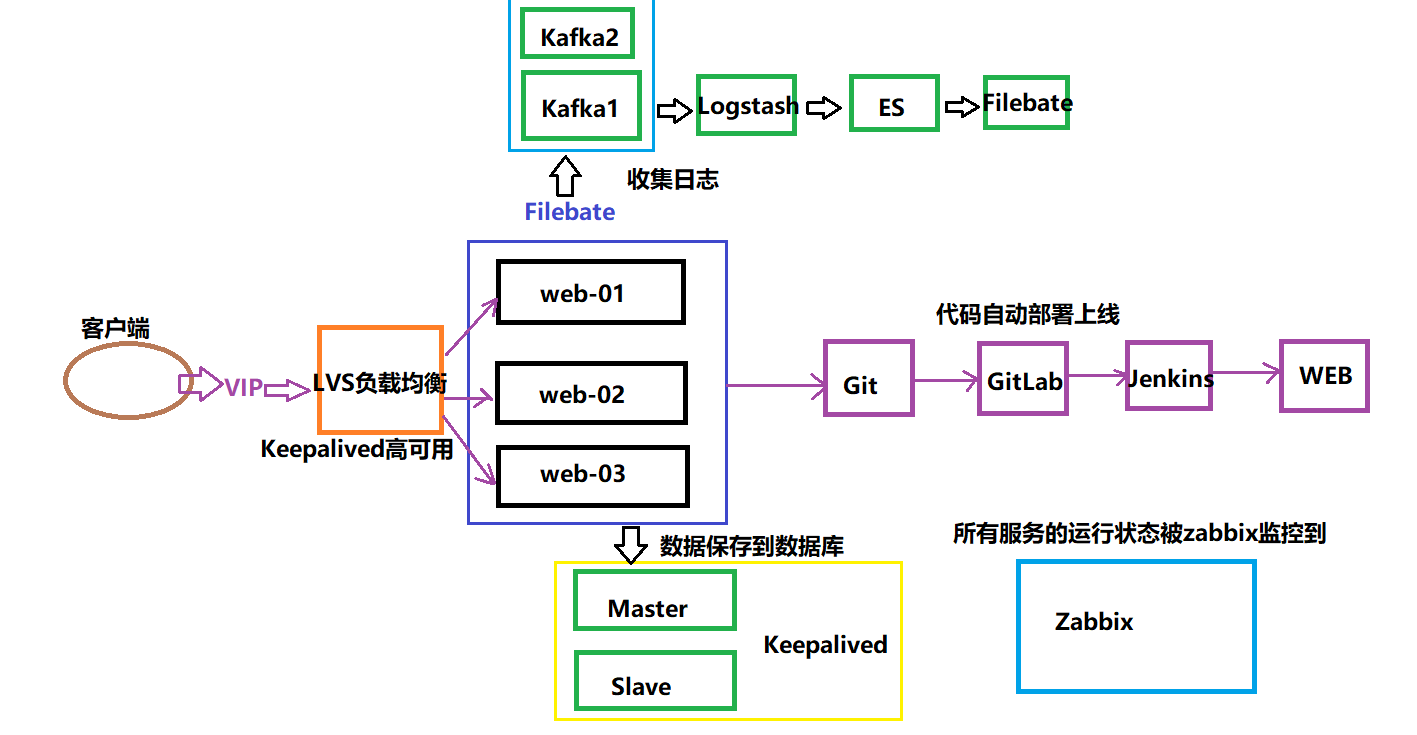 Kafka2
Kafka1
Logstash
ES
Filebate
收集日志
Filebate
web-01
客户端
代码自动部署上线
VIP
LVS负载均衡
web-02
Git
GitLab
Jenkins
WEB
Keepalived高可用
web-03
数据保存到数据库
所有服务的运行状态被zabbix监控到
Master
Keepalived
Slave
Zabbix